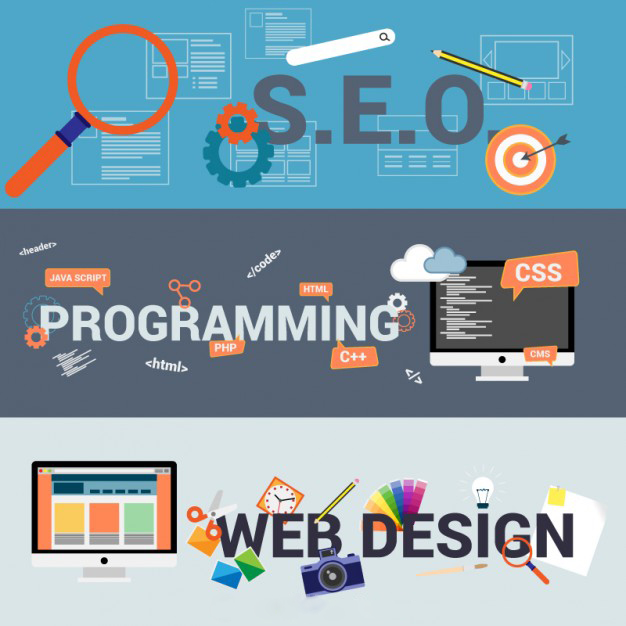 S.E.O.
<header>
</code>
JAVA SCRIPT
HTML
CSS
PROGRAMMING
PHP
C++
CMS
<html>
</>
WEB DESIGN